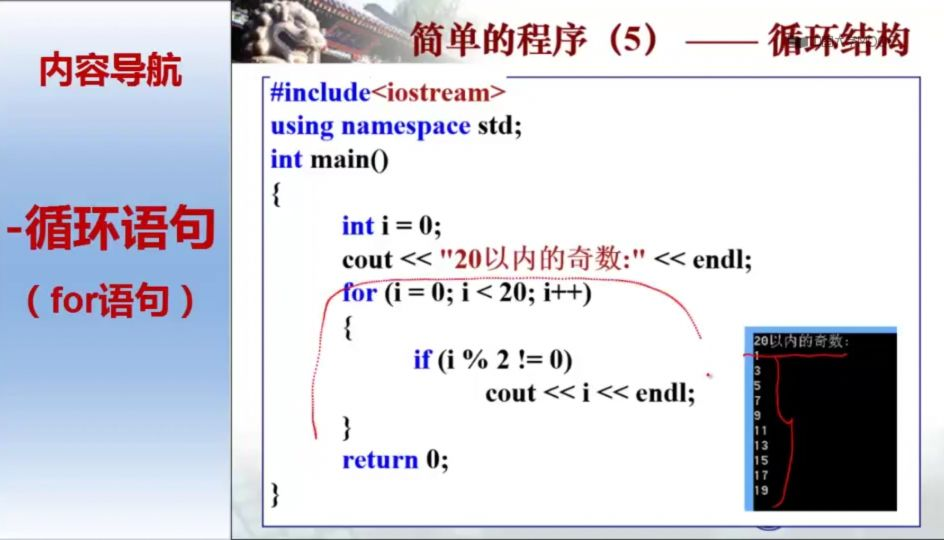 内容导航
-循环语句
（for语句）
简单的程序（5）—— 循环结构
#include<iostream>
using namespace std;
int main()
{
int i = 0;
cout << "20以内的奇数:" << endl;
for (i = 0; i < 20; i++)
{
if (i % 2 != 0)
cout << i << endl;
}
return 0;
}
20以内的奇数:
1
3
5
7
9
11
13
15
17
19